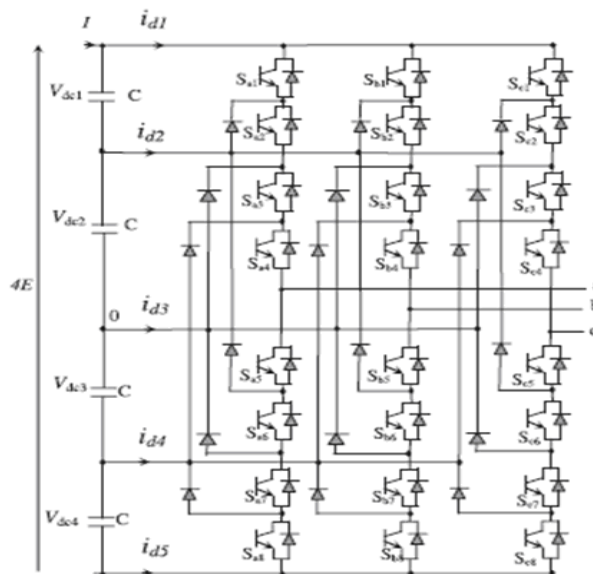 I i_d1
V_dc1 C S_a1 S_b1 S_c1
i_d2 S_a2 S_b2 S_c2
S_a3 S_b3 S_c3
V_dc2 C
S_a4 S_b4 S_c4
4E
b
0 i_d3
c
S_a5 S_b5 S_c5
V_dc3 C
S_a6 S_b6 S_c6
i_d4
S_a7 S_b7 S_c7
V_dc4 C
S_a8 S_b8 S_c8
i_d5